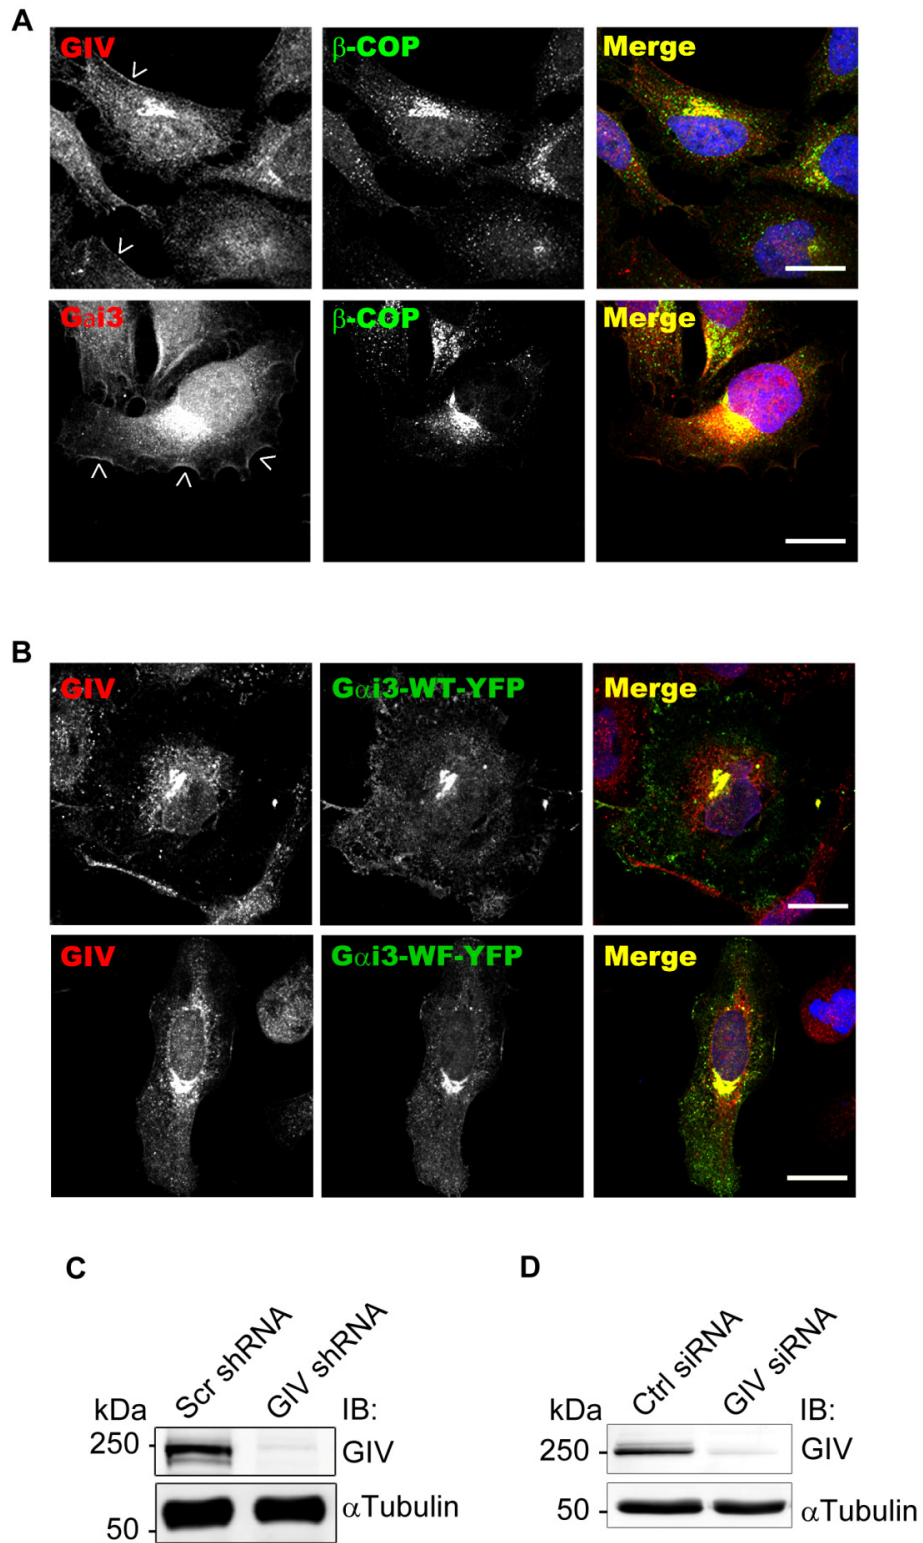 A
GIV β-COP Merge
Gai3 β-COP Merge
B
GIV Gαi3-WT-YFP Merge
GIV Gαi3-WF-YFP Merge
C
Scr shRNA GIV shRNA
kDa IB:
250 GIV
50 αTubulin
D
Ctrl siRNA GIV siRNA
kDa IB:
250 GIV
50 αTubulin